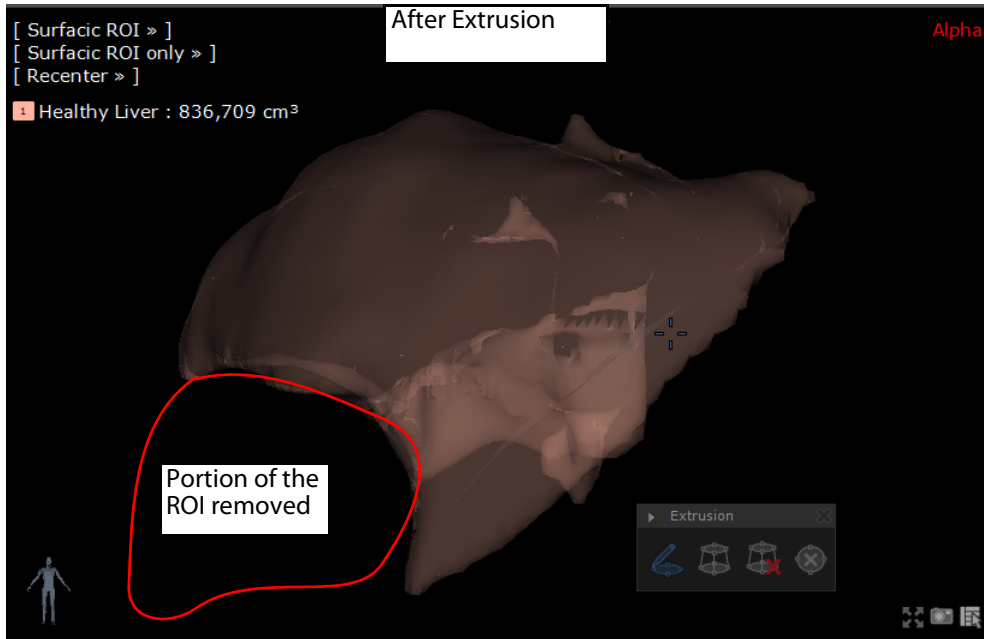 After Extrusion
[ Surfacic ROI » ]
[ Surfacic ROI only » ]
[ Recenter » ]
Alpha
1 Healthy Liver : 836,709 cm³
Portion of the
ROI removed
Extrusion